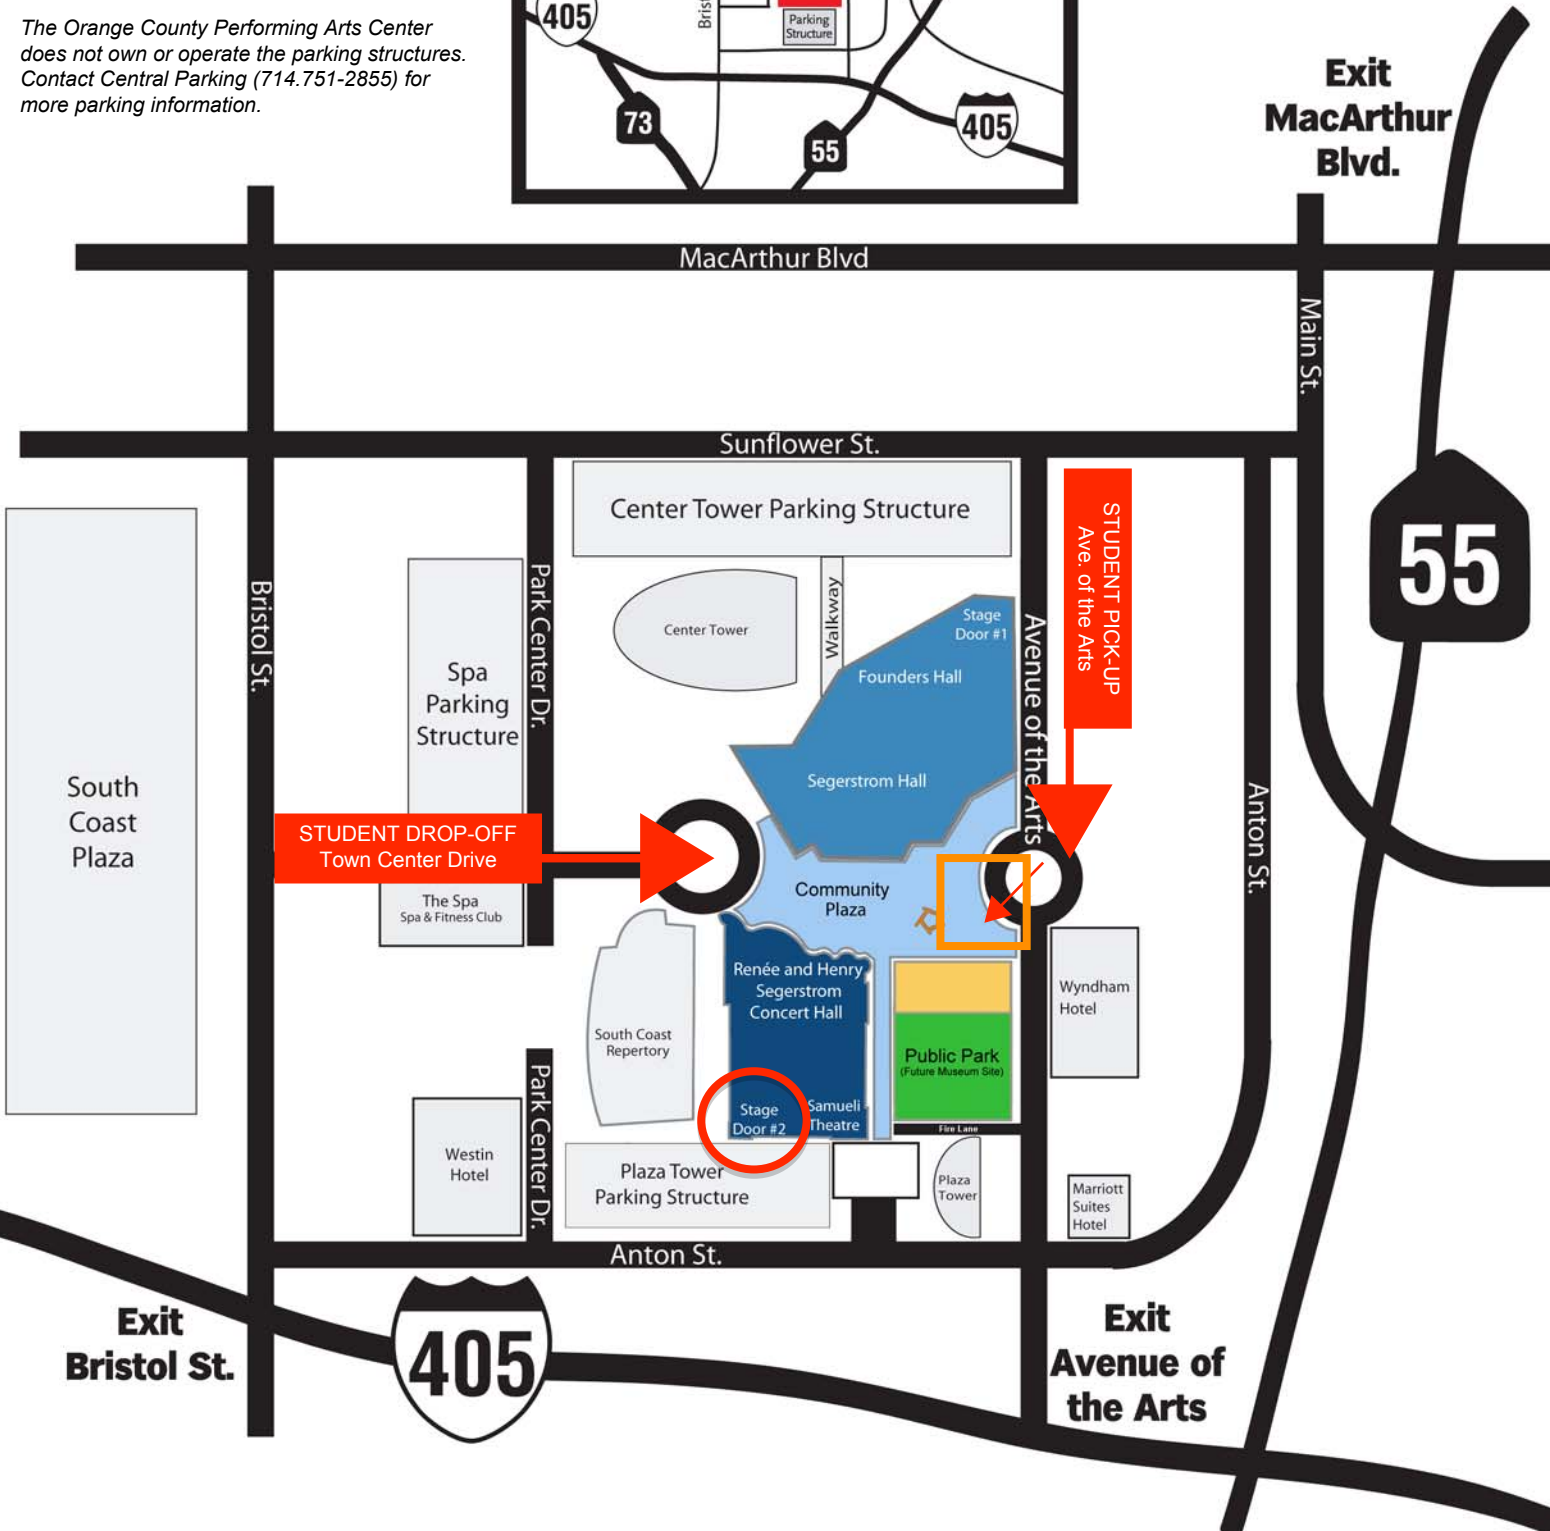 The Orange County Performing Arts Center
does not own or operate the parking structures.
Contact Central Parking (714.751-2855) for
more parking information.
405
Parking
Structure
73
55
405
Exit
MacArthur
Blvd.
MacArthur Blvd
Main St.
Sunflower St.
55
Center Tower Parking Structure
STUDENT PICK-UP
Ave. of the Arts
Bristol St.
Park Center Dr.
Center Tower
Walkway
Stage
Door #1
Founders Hall
Avenue of the Arts
Spa
Parking
Structure
Segerstrom Hall
South
Coast
Plaza
Anton St.
STUDENT DROP-OFF
Town Center Drive
The Spa
Spa & Fitness Club
Community
Plaza
Renée and Henry
Segerstrom
Concert Hall
Wyndham
Hotel
South Coast
Repertory
Public Park
(Future Museum Site)
Park Center Dr.
Stage
Door #2
Samueli
Theatre
Fire Lane
Westin
Hotel
Plaza Tower
Parking Structure
Plaza
Tower
Marriott
Suites
Hotel
Anton St.
Exit
Bristol St.
405
Exit
Avenue of
the Arts